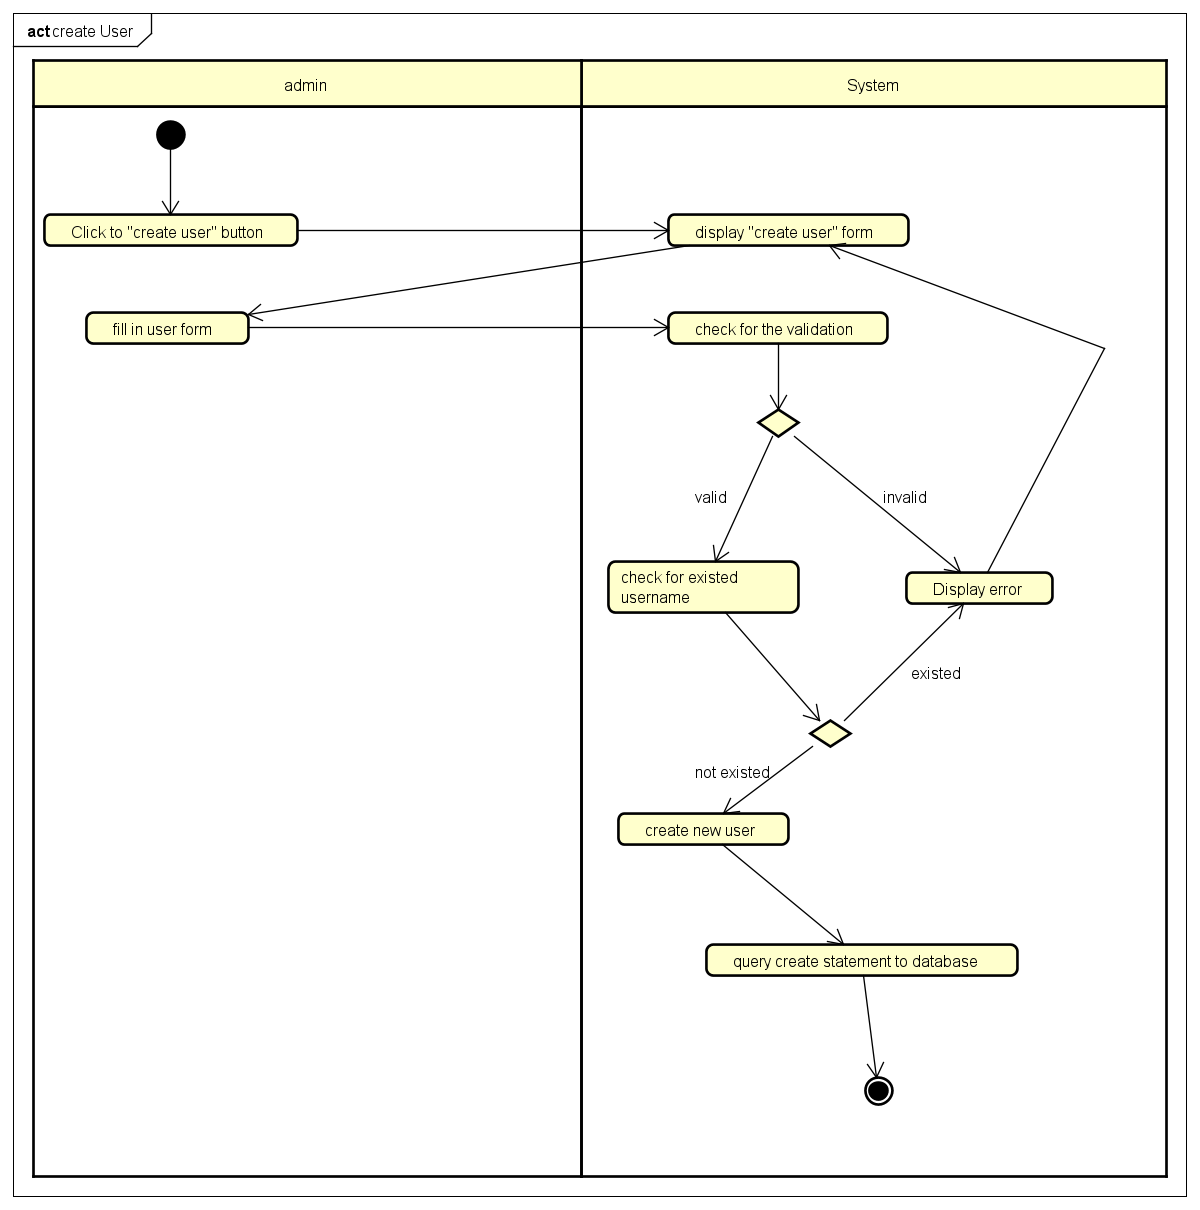 act create User
admin
System
Click to "create user" button
display "create user" form
fill in user form
check for the validation
valid
invalid
check for existed
username
Display error
existed
not existed
create new user
query create statement to database